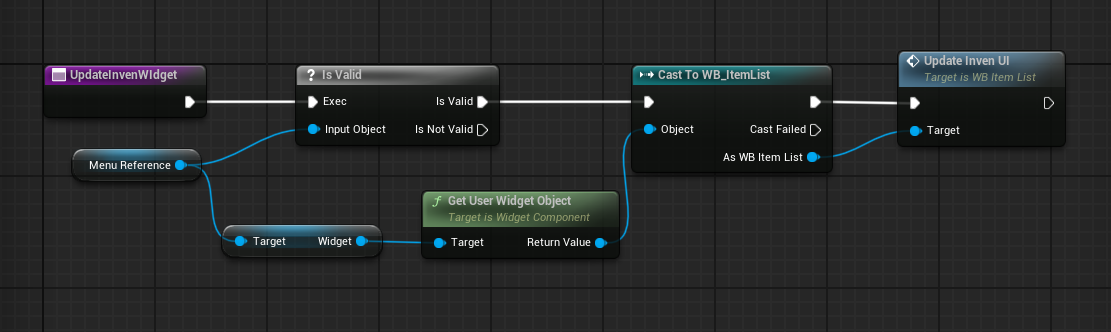 UpdateInvenWIdget
? Is Valid
Exec Is Valid
Input Object Is Not Valid
Menu Reference
Target Widget
f Get User Widget Object
Target is Widget Component
Target Return Value
Cast To WB_ItemList
Object Cast Failed
As WB Item List
Update Inven UI
Target is WB Item List
Target